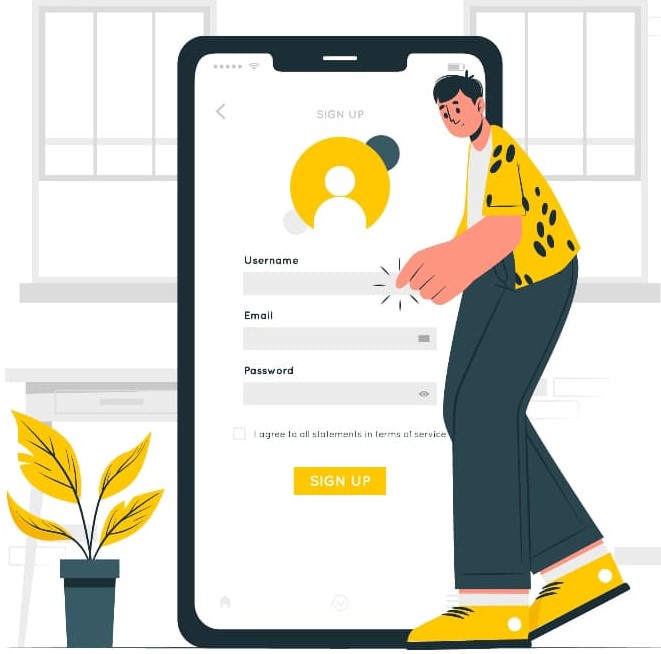 SIGN UP
Username
Email
Password
I agree to all statements in terms of service
SIGN UP